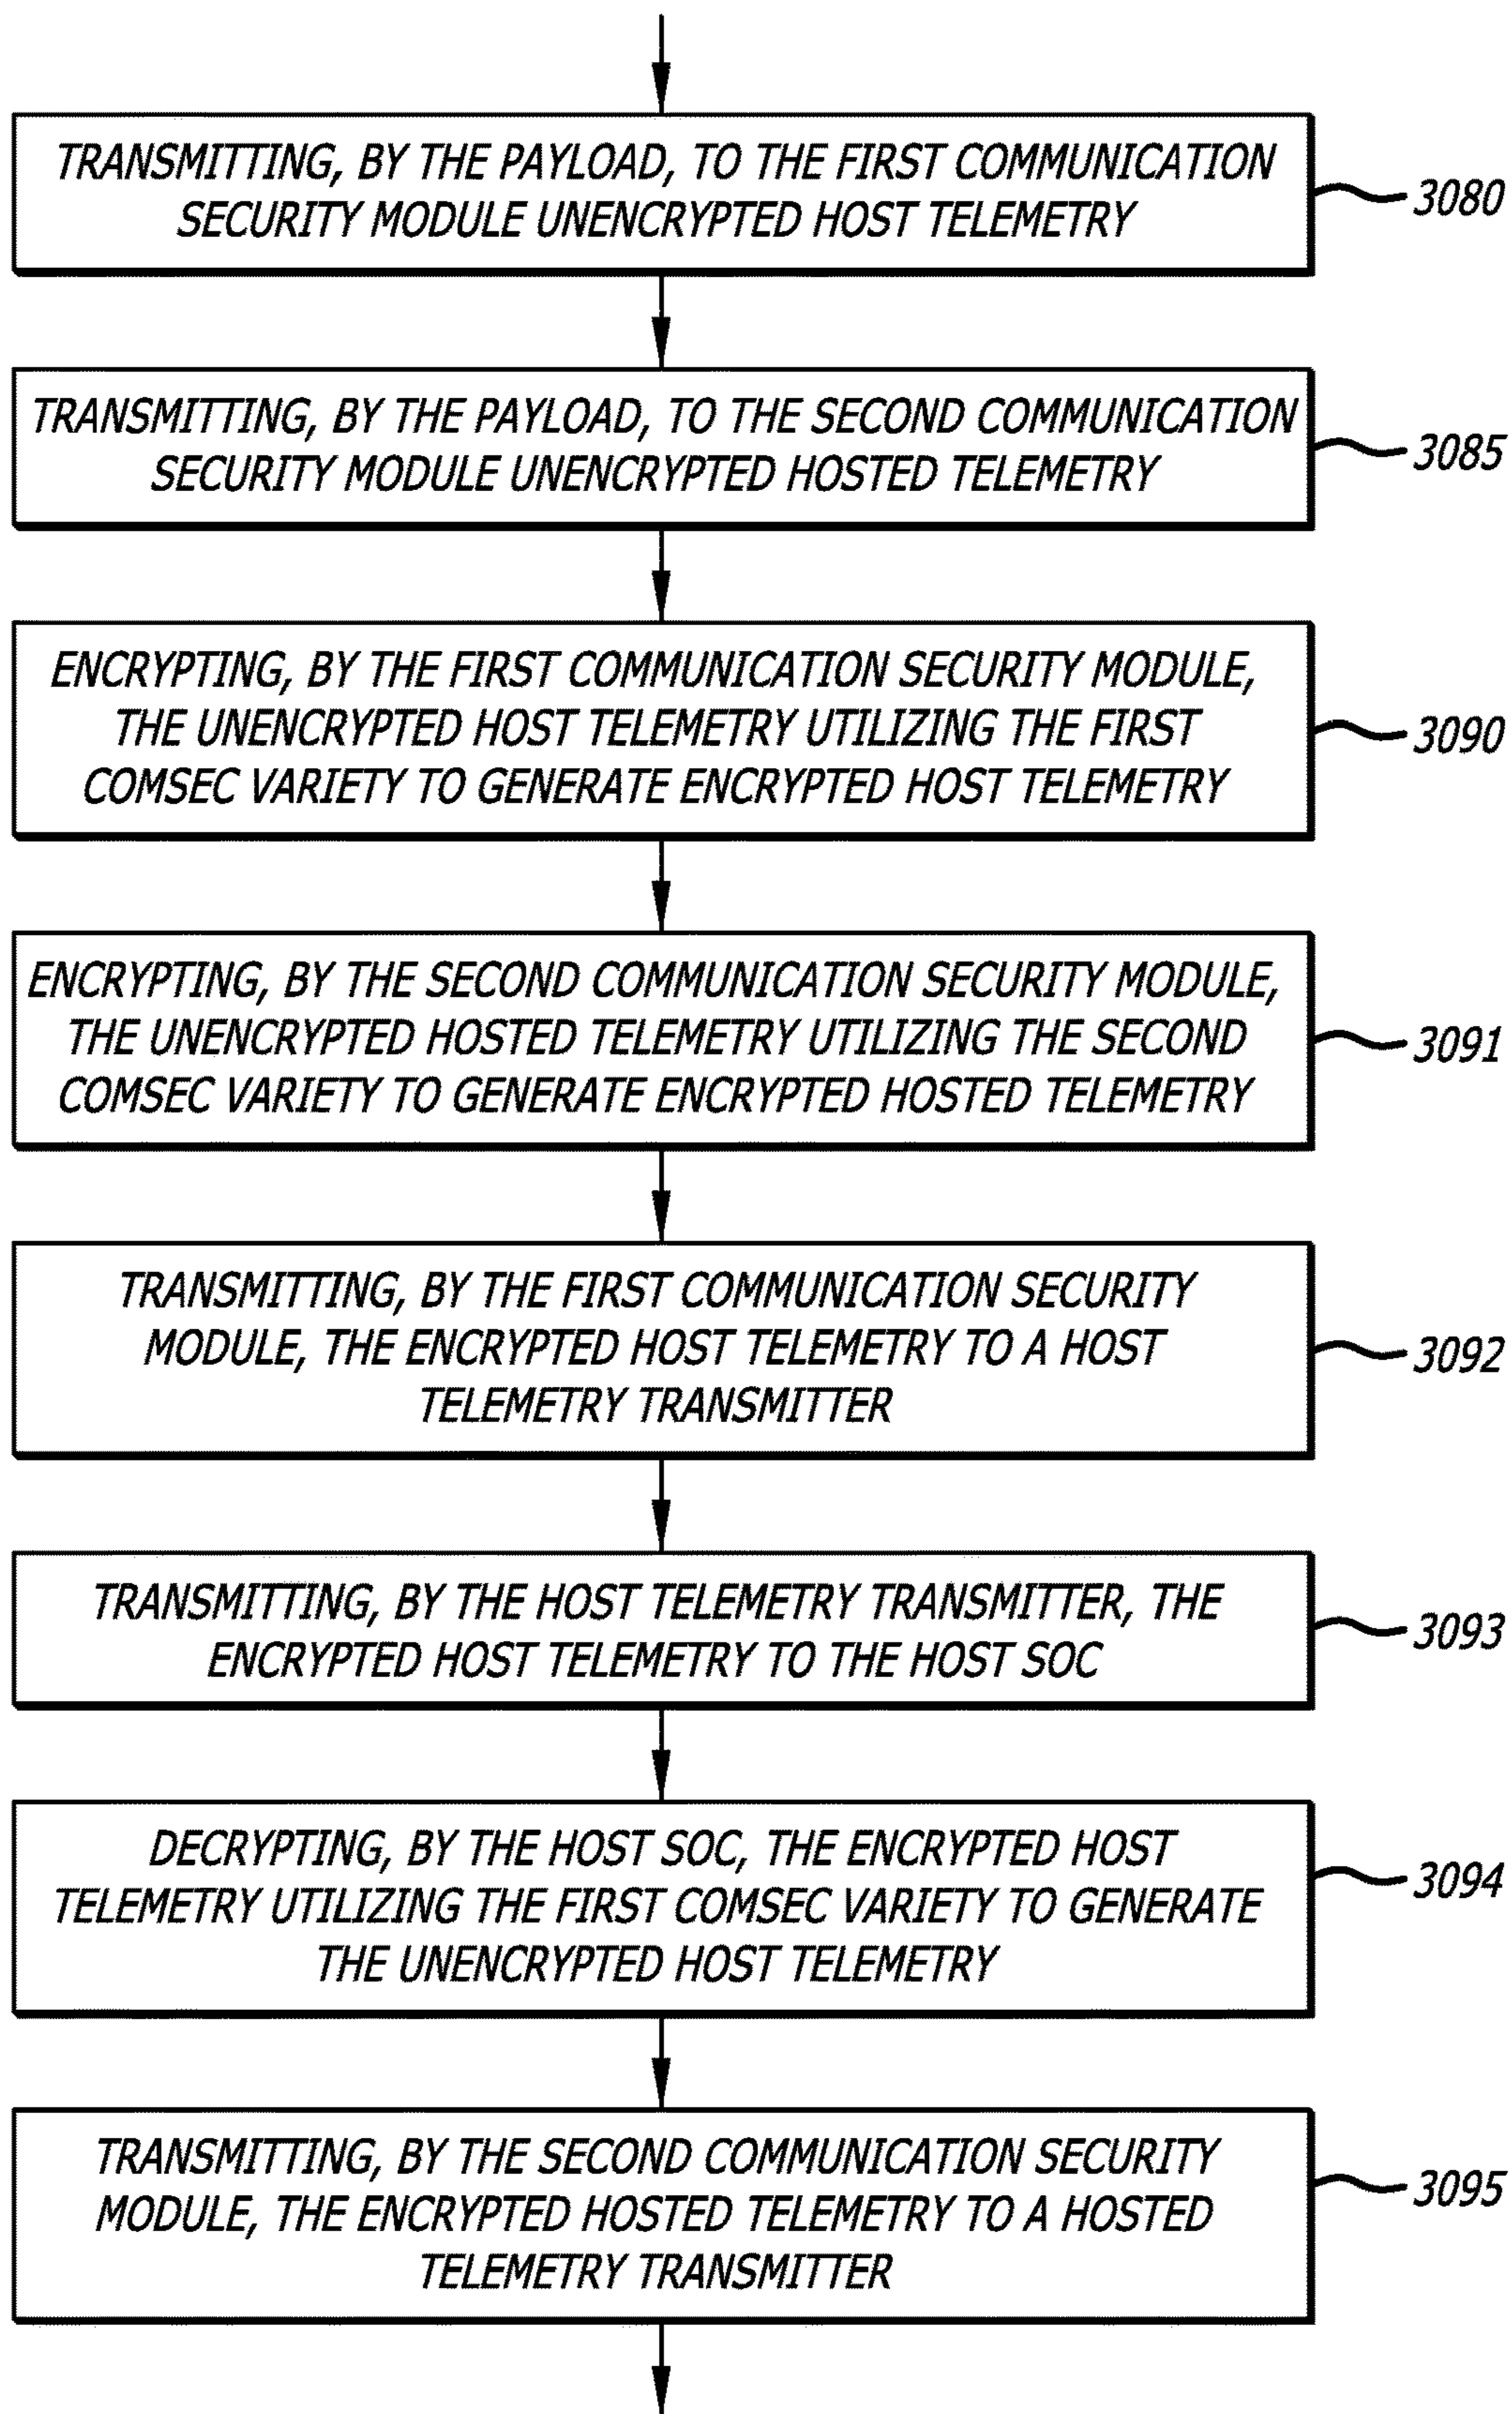 TRANSMITTING, BY THE PAYLOAD, TO THE FIRST COMMUNICATION
SECURITY MODULE UNENCRYPTED HOST TELEMETRY
3080
TRANSMITTING, BY THE PAYLOAD, TO THE SECOND COMMUNICATION
SECURITY MODULE UNENCRYPTED HOSTED TELEMETRY
3085
ENCRYPTING, BY THE FIRST COMMUNICATION SECURITY MODULE,
THE UNENCRYPTED HOST TELEMETRY UTILIZING THE FIRST
COMSEC VARIETY TO GENERATE ENCRYPTED HOST TELEMETRY
3090
ENCRYPTING, BY THE SECOND COMMUNICATION SECURITY MODULE,
THE UNENCRYPTED HOSTED TELEMETRY UTILIZING THE SECOND
COMSEC VARIETY TO GENERATE ENCRYPTED HOSTED TELEMETRY
3091
TRANSMITTING, BY THE FIRST COMMUNICATION SECURITY
MODULE, THE ENCRYPTED HOST TELEMETRY TO A HOST
TELEMETRY TRANSMITTER
3092
TRANSMITTING, BY THE HOST TELEMETRY TRANSMITTER, THE
ENCRYPTED HOST TELEMETRY TO THE HOST SOC
3093
DECRYPTING, BY THE HOST SOC, THE ENCRYPTED HOST
TELEMETRY UTILIZING THE FIRST COMSEC VARIETY TO GENERATE
THE UNENCRYPTED HOST TELEMETRY
3094
TRANSMITTING, BY THE SECOND COMMUNICATION SECURITY
MODULE, THE ENCRYPTED HOSTED TELEMETRY TO A HOSTED
TELEMETRY TRANSMITTER
3095